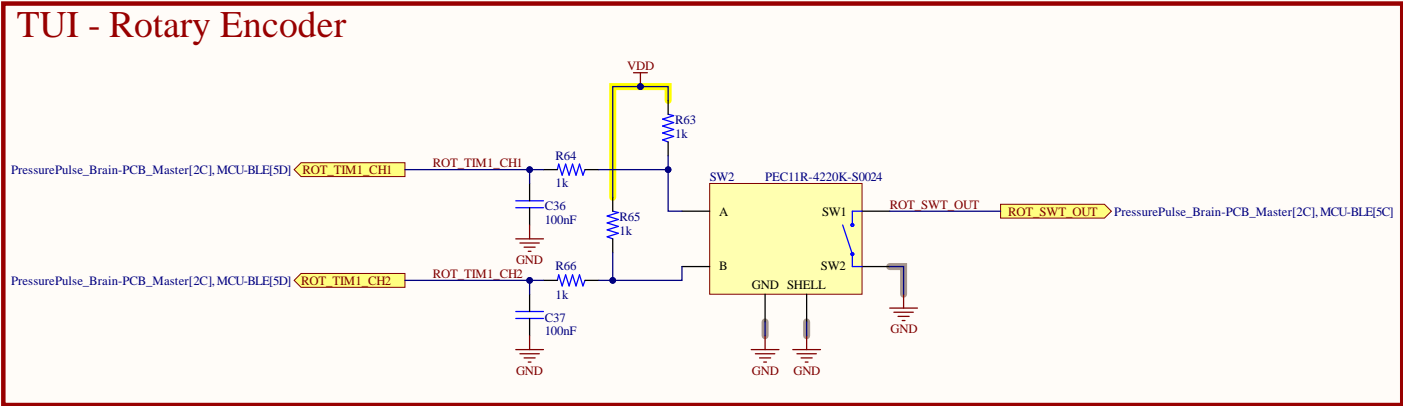 TUI - Rotary Encoder
VDD
R63
1k
PressurePulse_Brain-PCB_Master[2C], MCU-BLE[5D]
ROT_TIM1_CH1
ROT_TIM1_CH1
R64
1k
SW2
PEC11R-4220K-S0024
C36
100nF
GND
R65
1k
A
SW1
ROT_SWT_OUT
ROT_SWT_OUT
PressurePulse_Brain-PCB_Master[2C], MCU-BLE[5C]
PressurePulse_Brain-PCB_Master[2C], MCU-BLE[5D]
ROT_TIM1_CH2
ROT_TIM1_CH2
R66
1k
B
SW2
GND
SHELL
C37
100nF
GND
GND
GND
GND